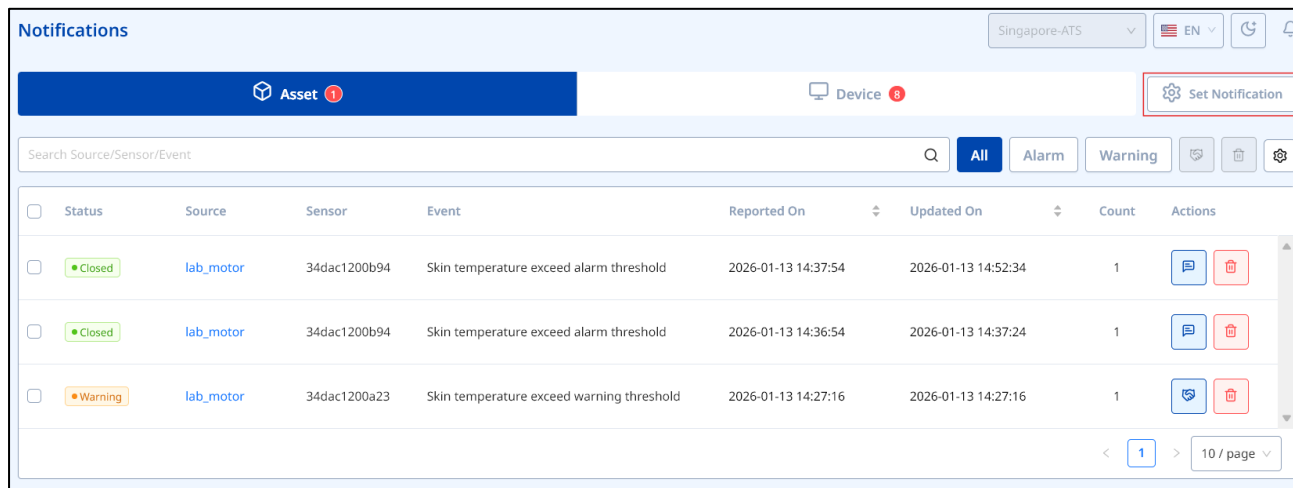 Notifications
Singapore-ATS
EN
Asset 1
Device 8
Set Notification
Search Source/Sensor/Event
All
Alarm
Warning
Status Source Sensor Event Reported On Updated On Count Actions
Closed lab_motor 34dac1200b94 Skin temperature exceed alarm threshold 2026-01-13 14:37:54 2026-01-13 14:52:34 1
Closed lab_motor 34dac1200b94 Skin temperature exceed alarm threshold 2026-01-13 14:36:54 2026-01-13 14:37:24 1
Warning lab_motor 34dac1200a23 Skin temperature exceed warning threshold 2026-01-13 14:27:16 2026-01-13 14:27:16 1
< 1 > 10 / page